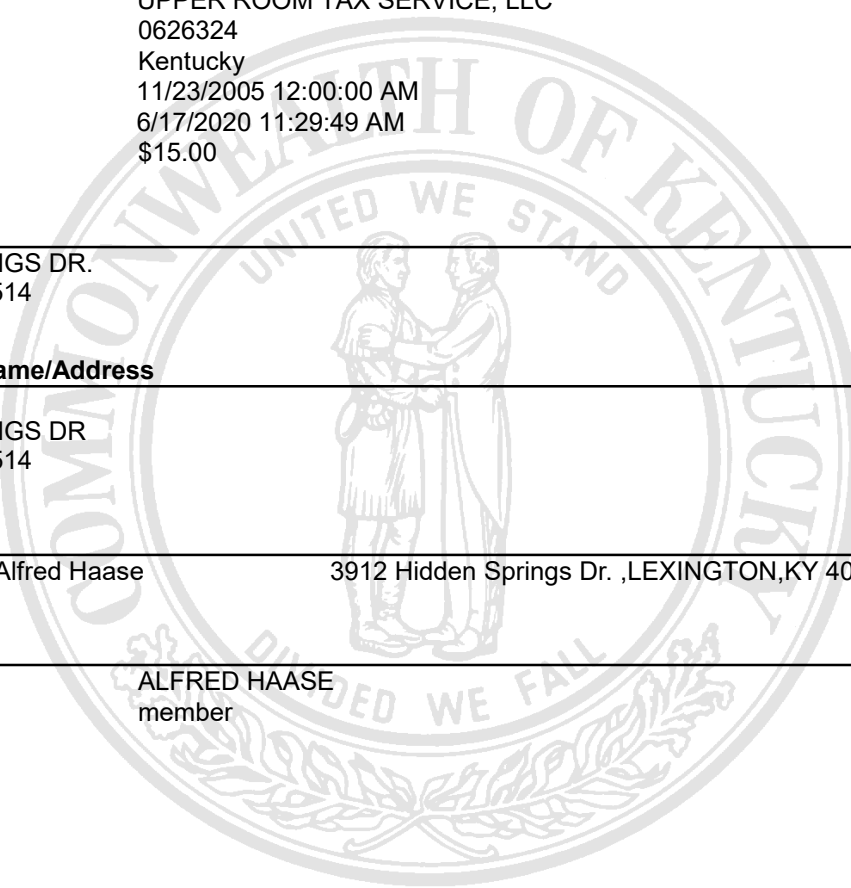 UPPER ROOM TAX SERVICE, LLC
0626324
Kentucky
11/23/2005 12:00:00 AM
6/17/2020 11:29:49 AM
$15.00
COMMONWEALTH OF KENTUCKY
UNITED WE STAND
NGS DR.
514
ame/Address
NGS DR
514
Alfred Haase 3912 Hidden Springs Dr. ,LEXINGTON,KY 40
DIVIDED WE FALL
ALFRED HAASE
member